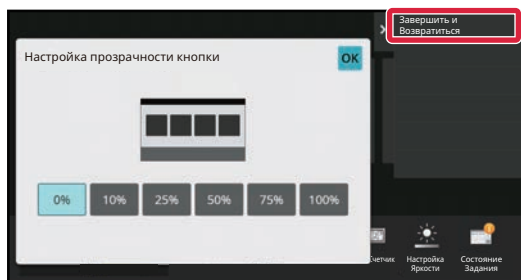 Завершить и
Возвратиться
Настройка прозрачности кнопки
OK
0% 10% 25% 50% 75% 100%
Счетчик
Настройка
Яркости
Состояние
Задания